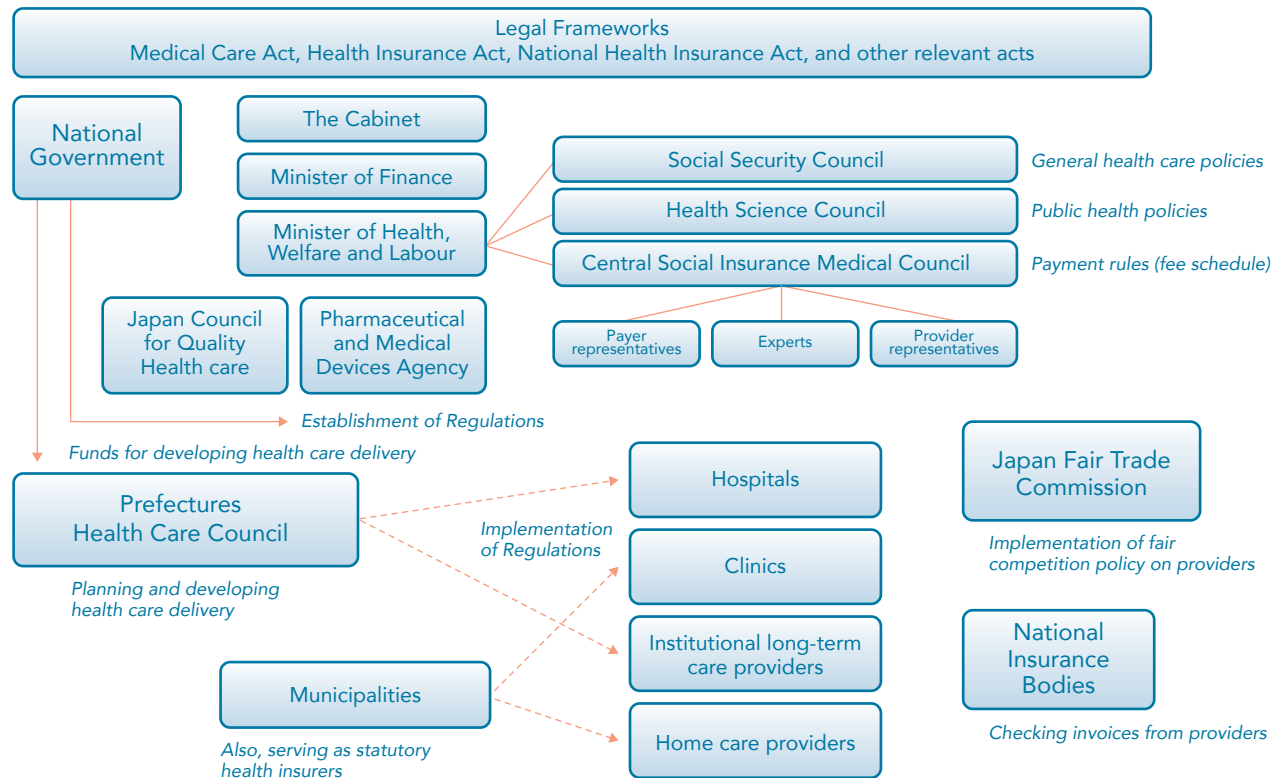 Legal Frameworks
Medical Care Act, Health Insurance Act, National Health Insurance Act, and other relevant acts
National
Government
The Cabinet
Minister of Finance
Minister of Health,
Welfare and Labour
Social Security Council
General health care policies
Health Science Council
Public health policies
Central Social Insurance Medical Council
Payment rules (fee schedule)
Payer
representatives
Experts
Provider
representatives
Japan Council
for Quality
Health care
Pharmaceutical
and Medical
Devices Agency
Establishment of Regulations
Funds for developing health care delivery
Prefectures
Health Care Council
Planning and developing
health care delivery
Implementation
of Regulations
Municipalities
Also, serving as statutory
health insurers
Hospitals
Clinics
Institutional long-term
care providers
Home care providers
Japan Fair Trade
Commission
Implementation of fair
competition policy on providers
National
Insurance
Bodies
Checking invoices from providers